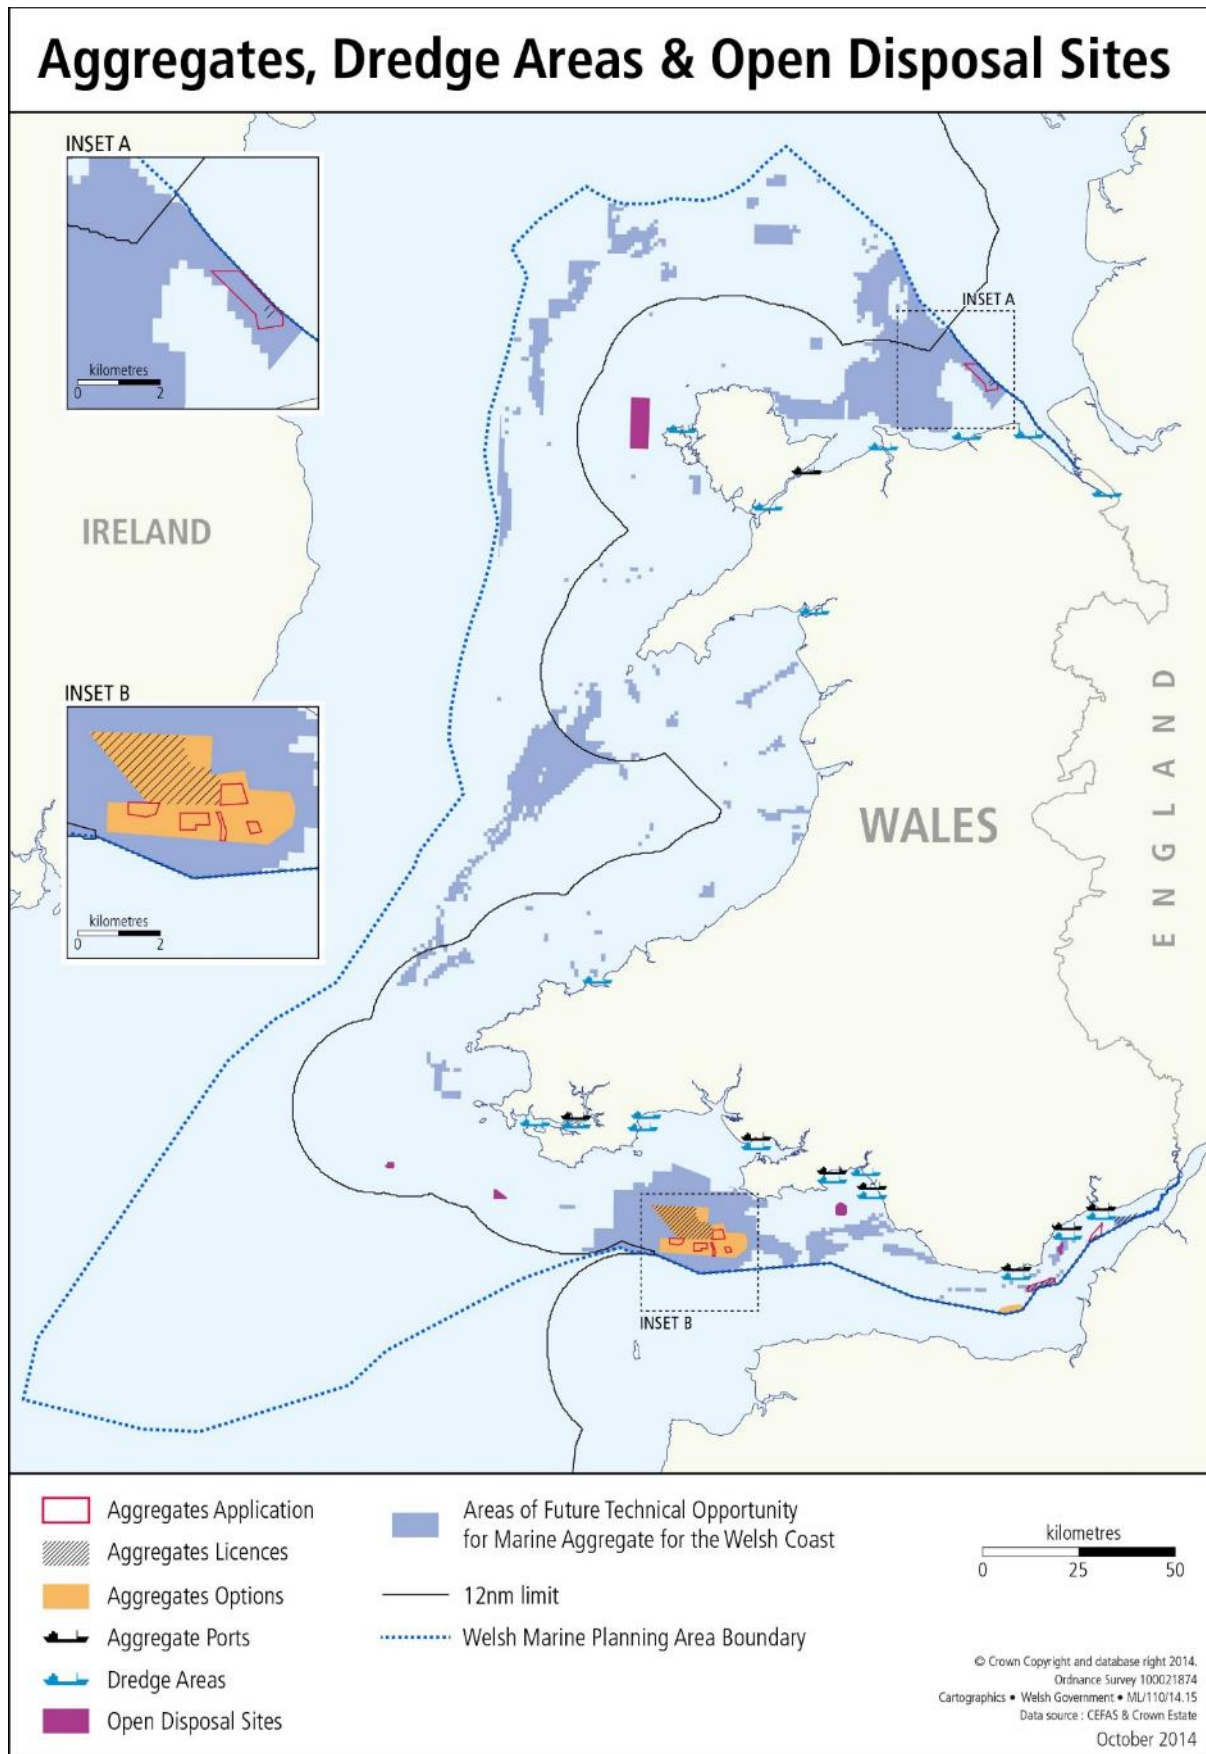 Aggregates, Dredge Areas & Open Disposal Sites
INSET A
kilometres
0 2
INSET A
IRELAND
INSET B
kilometres
0 2
WALES
ENGLAND
INSET B
Aggregates Application
Aggregates Licences
Aggregates Options
Aggregate Ports
Dredge Areas
Open Disposal Sites
Areas of Future Technical Opportunity
for Marine Aggregate for the Welsh Coast
12nm limit
Welsh Marine Planning Area Boundary
kilometres
0 25 50
© Crown Copyright and database right 2014.
Ordnance Survey 100021874
Cartographics • Welsh Government • ML/110/14.15
Data source : CEFAS & Crown Estate
October 2014